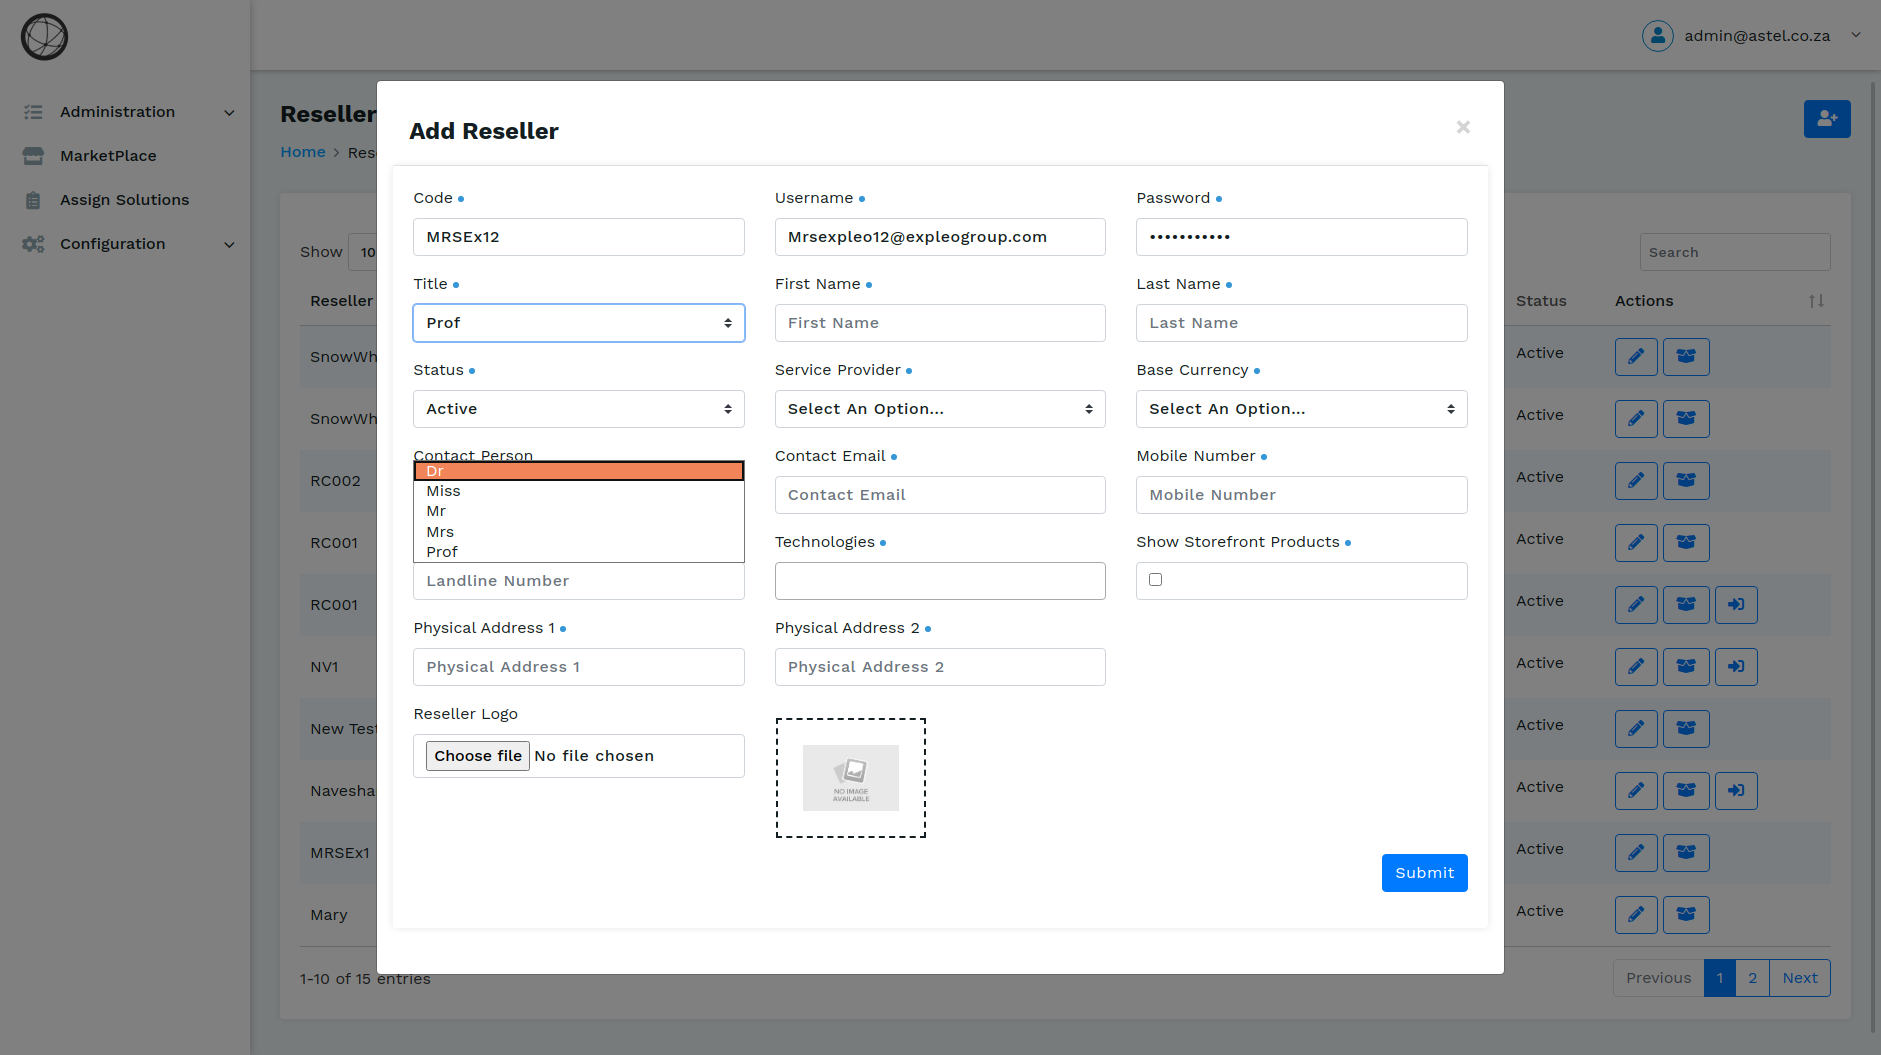 admin@astel.co.za
Administration
MarketPlace
Assign Solutions
Configuration
Reseller
Home > Res
Show 10
Search
Reseller
Status
Actions
SnowWh
Active
SnowWh
Active
RC002
Active
RC001
Active
RC001
Active
NV1
Active
New Test
Active
Navesha
Active
MRSEx1
Active
Mary
Active
1-10 of 15 entries
Previous
1
2
Next
Add Reseller
×
Code
Username
Password
MRSEx12
Mrsexpleo12@expleogroup.com
•••••••••••
Title
First Name
Last Name
Prof
First Name
Last Name
Status
Service Provider
Base Currency
Active
Select An Option...
Select An Option...
Contact Person
Contact Email
Mobile Number
Dr
Miss
Mr
Mrs
Prof
Contact Email
Mobile Number
Technologies
Show Storefront Products
Landline Number
Physical Address 1
Physical Address 2
Physical Address 1
Physical Address 2
Reseller Logo
Choose file No file chosen
NO IMAGE
AVAILABLE
Submit